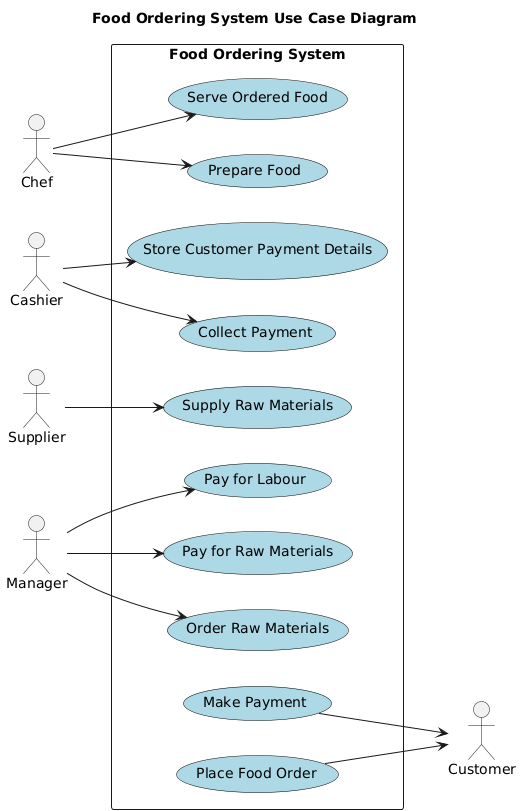 Food Ordering System Use Case Diagram
Food Ordering System
Serve Ordered Food
Prepare Food
Chef
Store Customer Payment Details
Cashier
Collect Payment
Supply Raw Materials
Supplier
Pay for Labour
Pay for Raw Materials
Manager
Order Raw Materials
Make Payment
Customer
Place Food Order